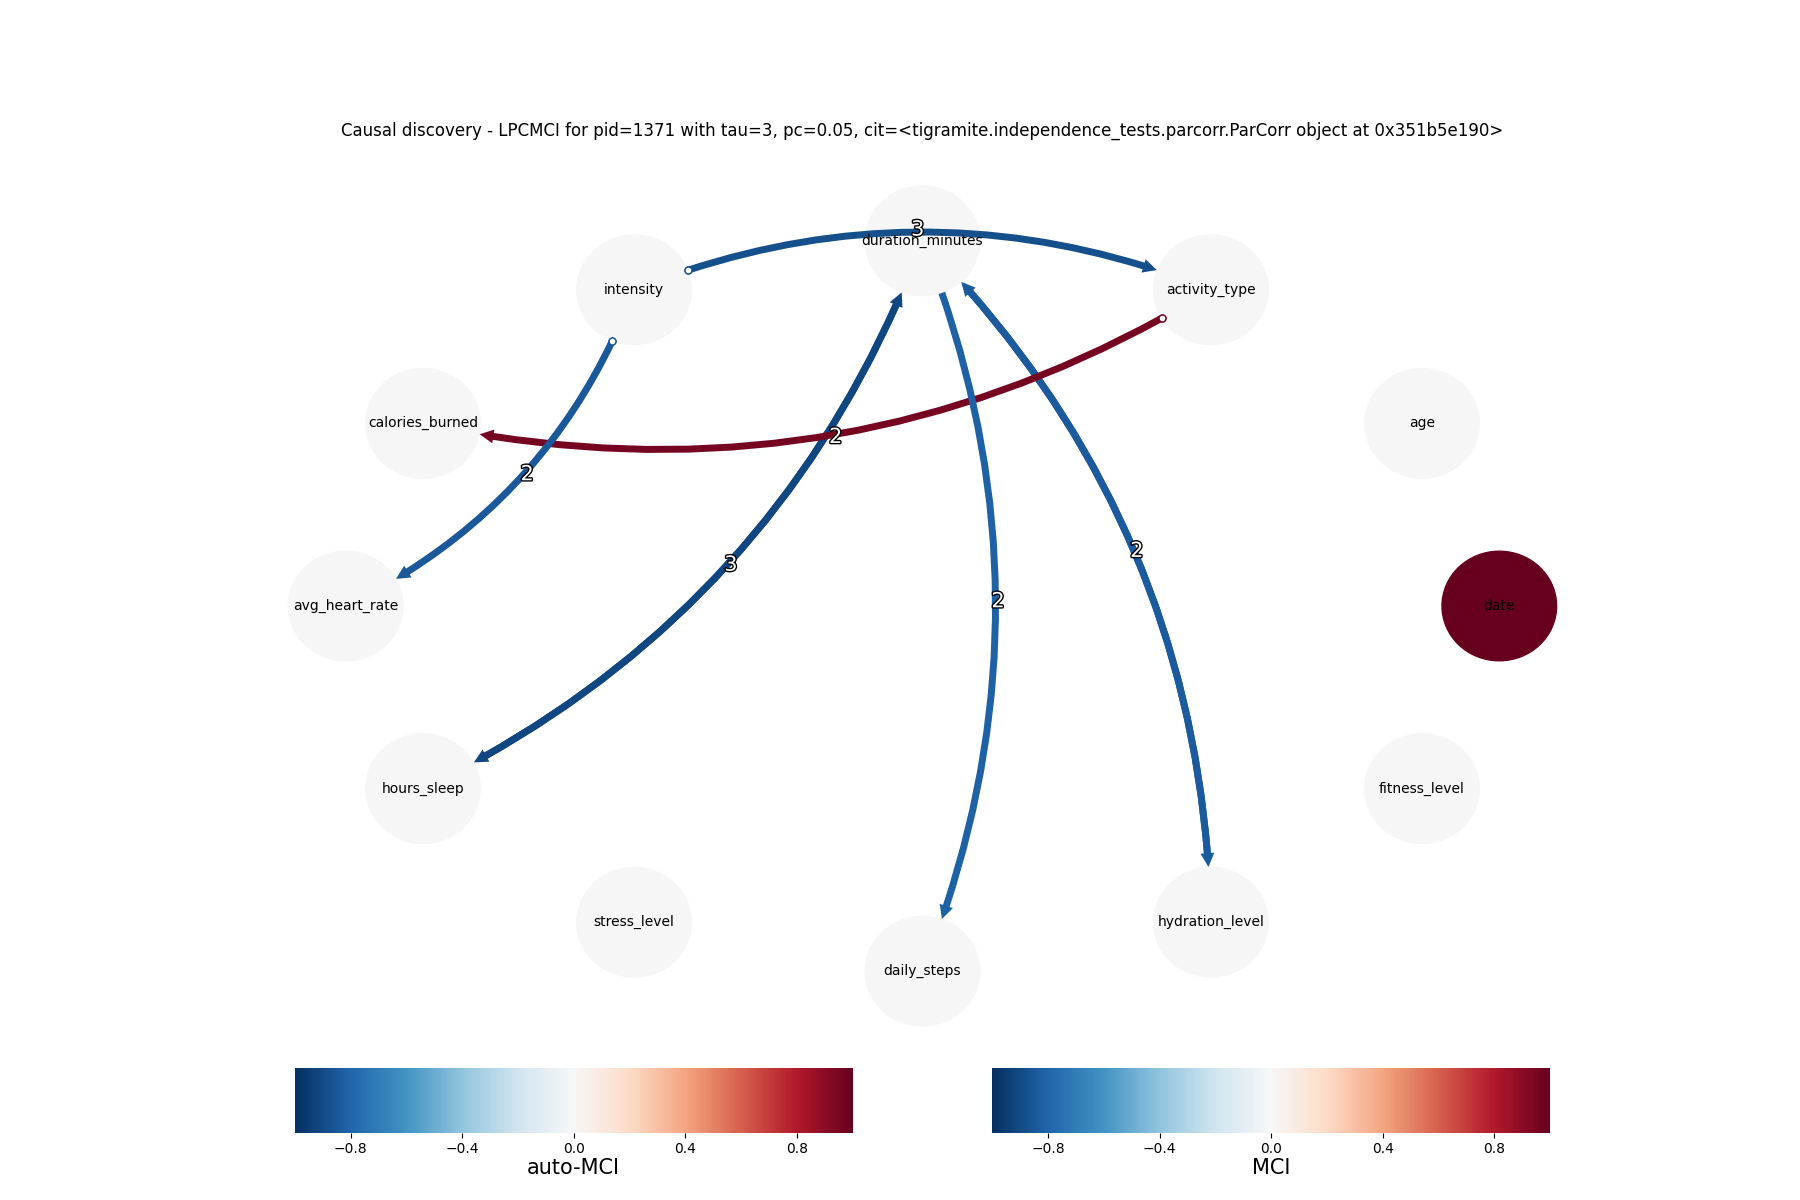 Causal discovery - LPCMCI for pid=1371 with tau=3, pc=0.05, cit=<tigramite.independence_tests.parcorr.ParCorr object at 0x351b5e190>
3
duration_minutes
intensity
activity_type
calories_burned
age
2
2
2
3
2
avg_heart_rate
date
hours_sleep
fitness_level
stress_level
hydration_level
daily_steps
−0.8 −0.4 0.0 0.4 0.8
auto-MCI
−0.8 −0.4 0.0 0.4 0.8
MCI